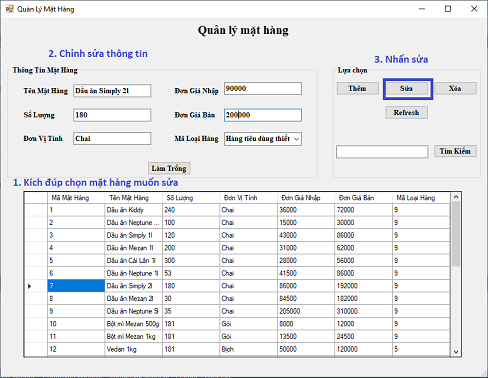 Quản Lý Mặt Hàng
Quản lý mặt hàng
2. Chỉnh sửa thông tin
3. Nhấn sửa
Thông Tin Mặt Hàng
Lựa chọn
Tên Mặt Hàng Dầu ăn Simply 2l Đơn Giá Nhập 90000
Thêm Sửa Xóa
Số Lượng 180 Đơn Giá Bán 200000
Refresh
Đơn Vị Tính Chai Mã Loại Hàng Hàng tiêu dùng thiết
Tìm Kiếm
Làm Trống
1. Kích đúp chọn mặt hàng muốn sửa
Mã Mặt Hàng Tên Mặt Hàng Số Lượng Đơn Vị Tính Đơn Giá Nhập Đơn Giá Bán Mã Loại Hàng
1 Dầu ăn Kiddy 240 Chai 36000 72000 9
2 Dầu ăn Neptune ... 100 Chai 15000 30000 9
3 Dầu ăn Simply 1l 120 Chai 43000 86000 9
4 Dầu ăn Mezan 1l 200 Chai 31000 62000 9
5 Dầu ăn Cái Lân 1l 300 Chai 28000 56000 9
6 Dầu ăn Neptune 1l 53 Chai 41500 86000 9
7 Dầu ăn Simply 2l 180 Chai 86000 192000 9
8 Dầu ăn Mezan 2l 30 Chai 84500 182000 9
9 Dầu ăn Neptune 5l 35 Chai 205000 310000 9
10 Bột mì Mezan 500g 181 Gói 8000 12000 9
11 Bột mì Mezan 1kg 181 Gói 13500 24500 9
12 Vedan 1kg 181 Bịch 50000 120000 5